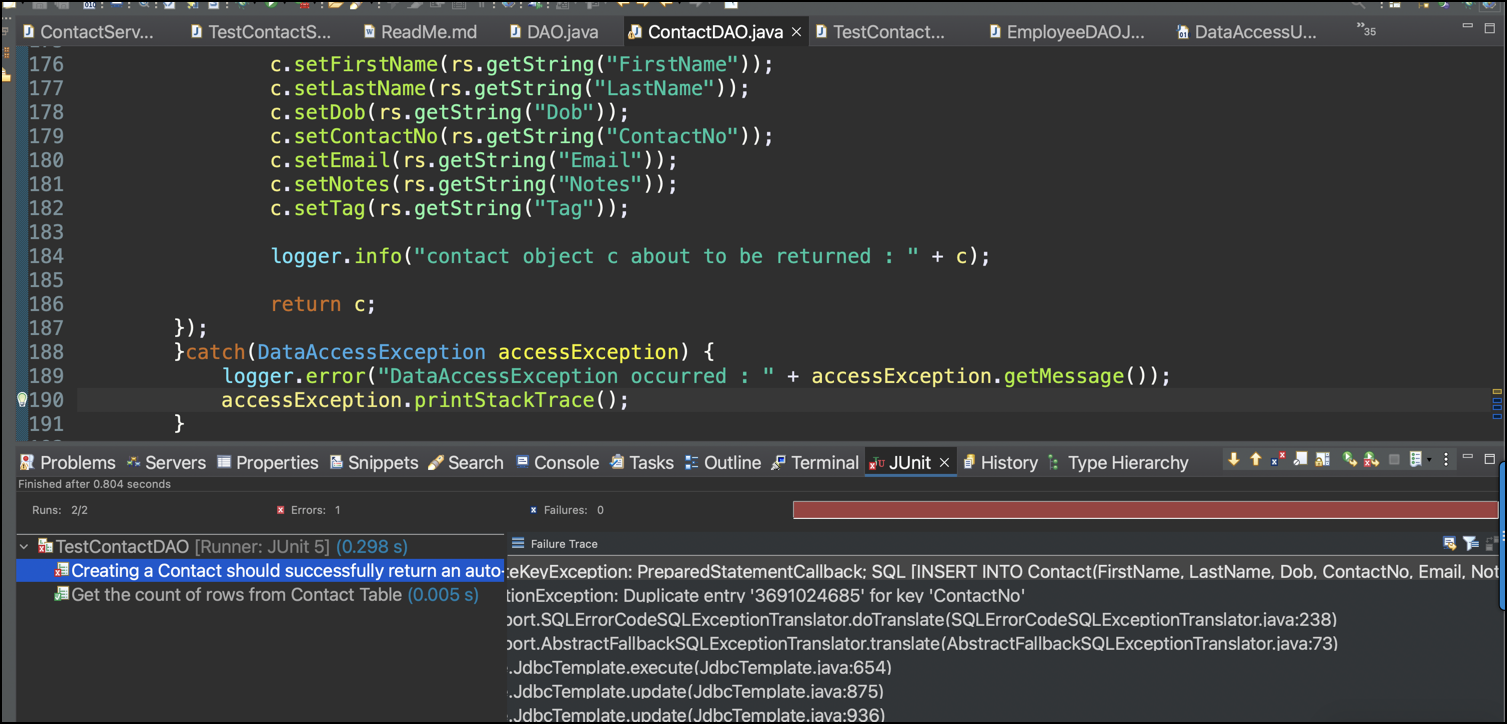 ContactServ... TestContactS... ReadMe.md DAO.java ContactDAO.java TestContact... EmployeeDAOJ... DataAccessU... 35
176 c.setFirstName(rs.getString("FirstName"));
177 c.setLastName(rs.getString("LastName"));
178 c.setDob(rs.getString("Dob"));
179 c.setContactNo(rs.getString("ContactNo"));
180 c.setEmail(rs.getString("Email"));
181 c.setNotes(rs.getString("Notes"));
182 c.setTag(rs.getString("Tag"));
183
184 logger.info("contact object c about to be returned : " + c);
185
186 return c;
187 });
188 }catch(DataAccessException accessException) {
189 logger.error("DataAccessException occurred : " + accessException.getMessage());
190 accessException.printStackTrace();
191 }
Problems Servers Properties Snippets Search Console Tasks Outline Terminal JUnit History Type Hierarchy
Finished after 0.804 seconds
Runs: 2/2 Errors: 1 Failures: 0
TestContactDAO [Runner: JUnit 5] (0.298 s)
Creating a Contact should successfully return an auto-
Get the count of rows from Contact Table (0.005 s)
Failure Trace
eKeyException: PreparedStatementCallback; SQL [INSERT INTO Contact(FirstName, LastName, Dob, ContactNo, Email, Not
tionException: Duplicate entry '3691024685' for key 'ContactNo'
port.SQLErrorCodeSQLExceptionTranslator.doTranslate(SQLErrorCodeSQLExceptionTranslator.java:238)
port.AbstractFallbackSQLExceptionTranslator.translate(AbstractFallbackSQLExceptionTranslator.java:73)
.JdbcTemplate.execute(JdbcTemplate.java:654)
.JdbcTemplate.update(JdbcTemplate.java:875)
.JdbcTemplate.update(JdbcTemplate.java:936)